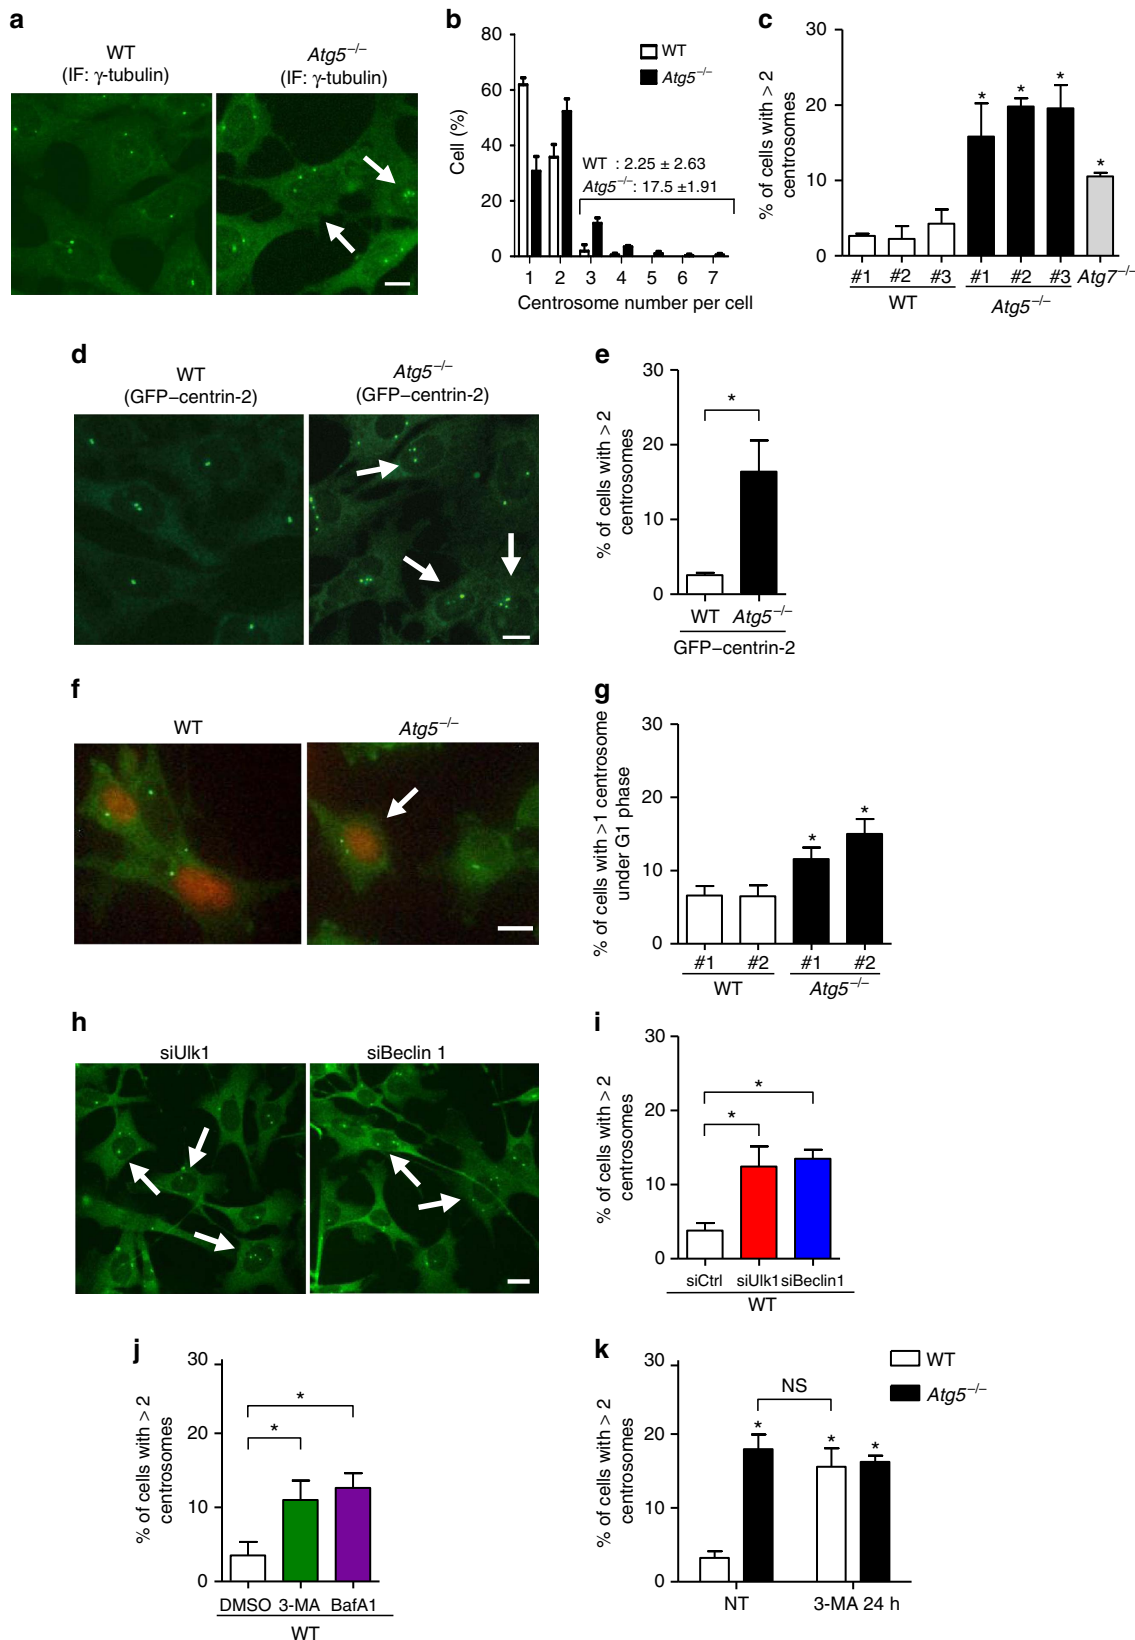 a
WT
(IF: γ-tubulin)
Atg5–/–
(IF: γ-tubulin)
b
80
60
40
20
0
Cell (%)
WT
Atg5–/–
WT : 2.25 ± 2.63
Atg5–/–: 17.5 ±1.91
1 2 3 4 5 6 7
Centrosome number per cell
c
30
20
10
0
% of cells with > 2
centrosomes
* * * *
#1 #2 #3 #1 #2 #3 Atg7–/–
WT Atg5–/–
d
WT
(GFP–centrin-2)
Atg5–/–
(GFP–centrin-2)
e
30
20
10
0
% of cells with > 2
centrosomes
*
WT Atg5–/–
GFP–centrin-2
f
WT
Atg5–/–
g
30
20
10
0
% of cells with >1 centrosome
under G1 phase
* *
#1 #2 #1 #2
WT Atg5–/–
h
siUlk1
siBeclin 1
i
30
20
10
0
% of cells with > 2
centrosomes
*
*
siCtrl siUlk1 siBeclin1
WT
j
30
20
10
0
% of cells with > 2
centrosomes
*
*
DMSO 3-MA BafA1
WT
k
30
20
10
0
% of cells with > 2
centrosomes
WT
Atg5–/–
NS
* * *
NT 3-MA 24 h